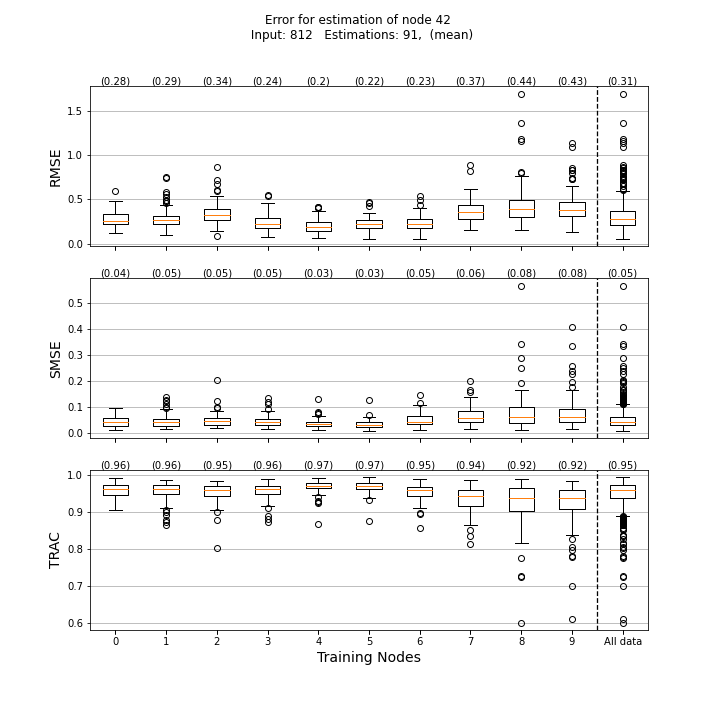 Error for estimation of node 42
Input: 812   Estimations: 91,  (mean)
(0.28) (0.29) (0.34) (0.24) (0.2) (0.22) (0.23) (0.37) (0.44) (0.43) (0.31)
1.5
1.0
0.5
0.0
RMSE
(0.04) (0.05) (0.05) (0.05) (0.03) (0.03) (0.05) (0.06) (0.08) (0.08) (0.05)
0.5
0.4
0.3
0.2
0.1
0.0
SMSE
(0.96) (0.96) (0.95) (0.96) (0.97) (0.97) (0.95) (0.94) (0.92) (0.92) (0.95)
1.0
0.9
0.8
0.7
0.6
TRAC
0 1 2 3 4 5 6 7 8 9 All data
Training Nodes